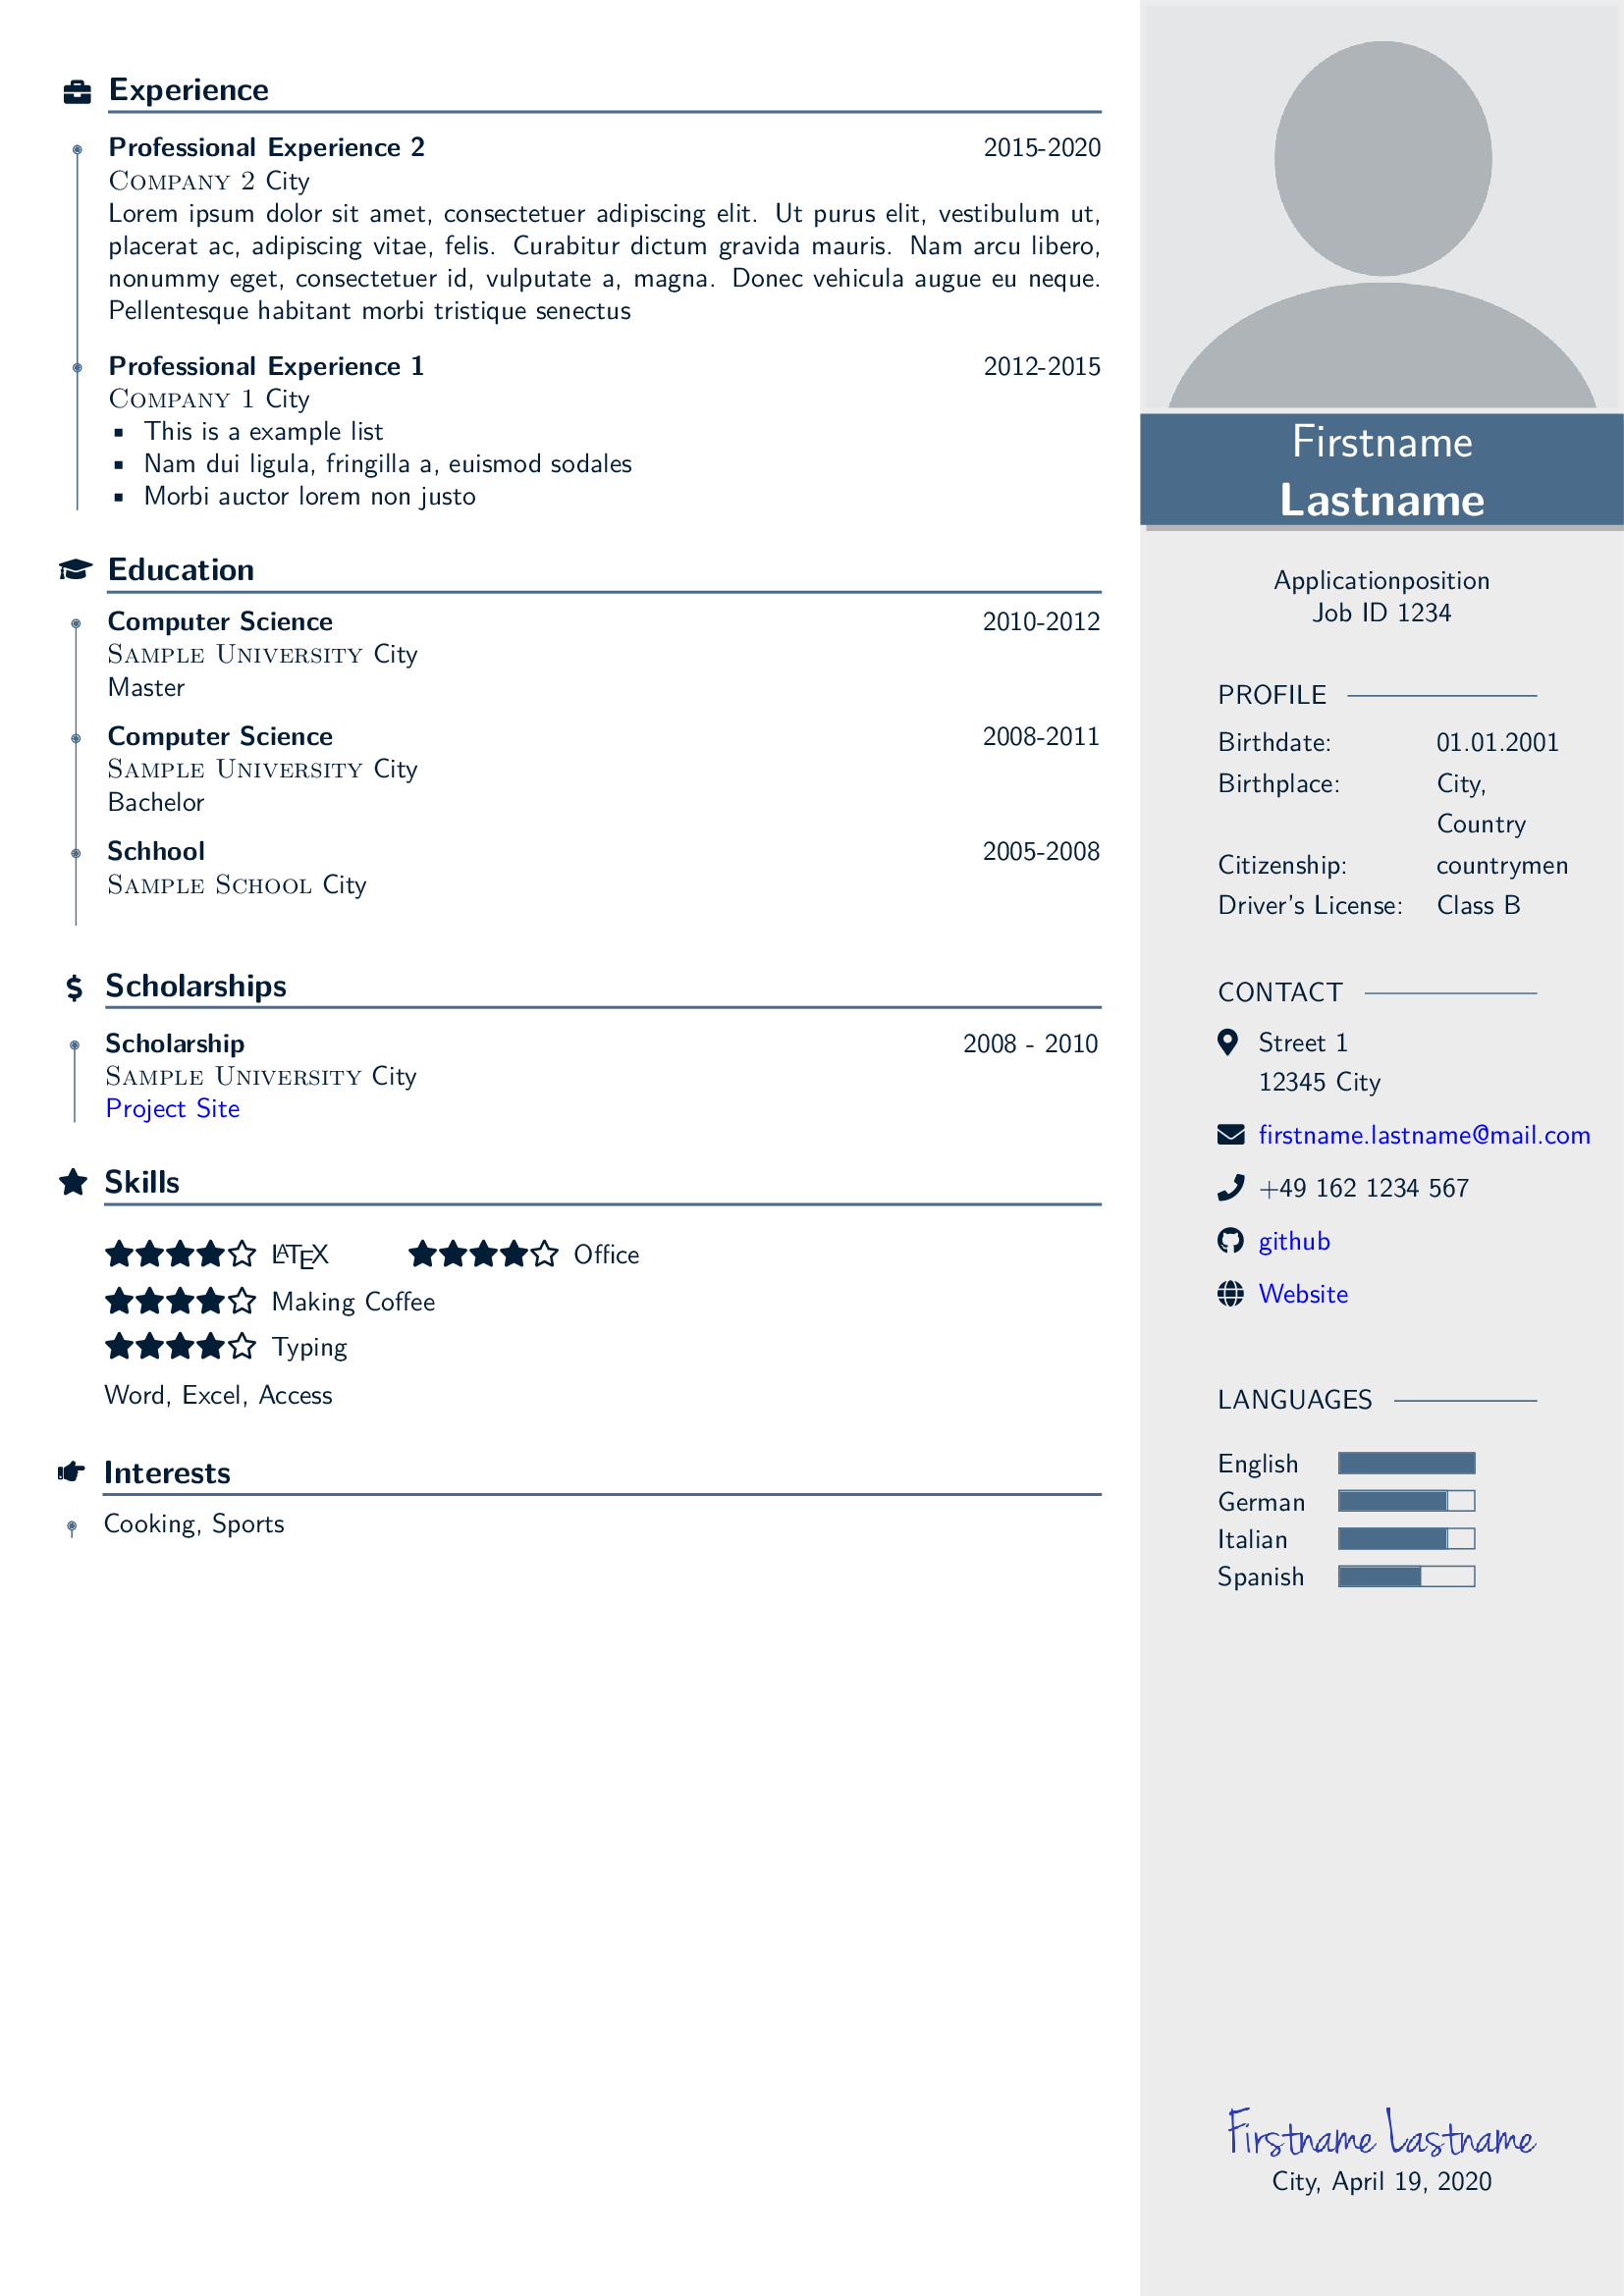 Experience
Professional Experience 2 2015-2020
Company 2 City
Lorem ipsum dolor sit amet, consectetuer adipiscing elit. Ut purus elit, vestibulum ut,
placerat ac, adipiscing vitae, felis. Curabitur dictum gravida mauris. Nam arcu libero,
nonummy eget, consectetuer id, vulputate a, magna. Donec vehicula augue eu neque.
Pellentesque habitant morbi tristique senectus
Professional Experience 1 2012-2015
Company 1 City
▪ This is a example list
▪ Nam dui ligula, fringilla a, euismod sodales
▪ Morbi auctor lorem non justo
Education
Computer Science 2010-2012
Sample University City
Master
Computer Science 2008-2011
Sample University City
Bachelor
Schhool 2005-2008
Sample School City
Scholarships
Scholarship 2008 - 2010
Sample University City
Project Site
Skills
LATEX Office
Making Coffee
Typing
Word, Excel, Access
Interests
Cooking, Sports
Firstname
Lastname
Applicationposition
Job ID 1234
PROFILE
Birthdate: 01.01.2001
Birthplace: City,
Country
Citizenship: countrymen
Driver's License: Class B
CONTACT
Street 1
12345 City
firstname.lastname@mail.com
+49 162 1234 567
github
Website
LANGUAGES
English
German
Italian
Spanish
Firstname Lastname
City, April 19, 2020